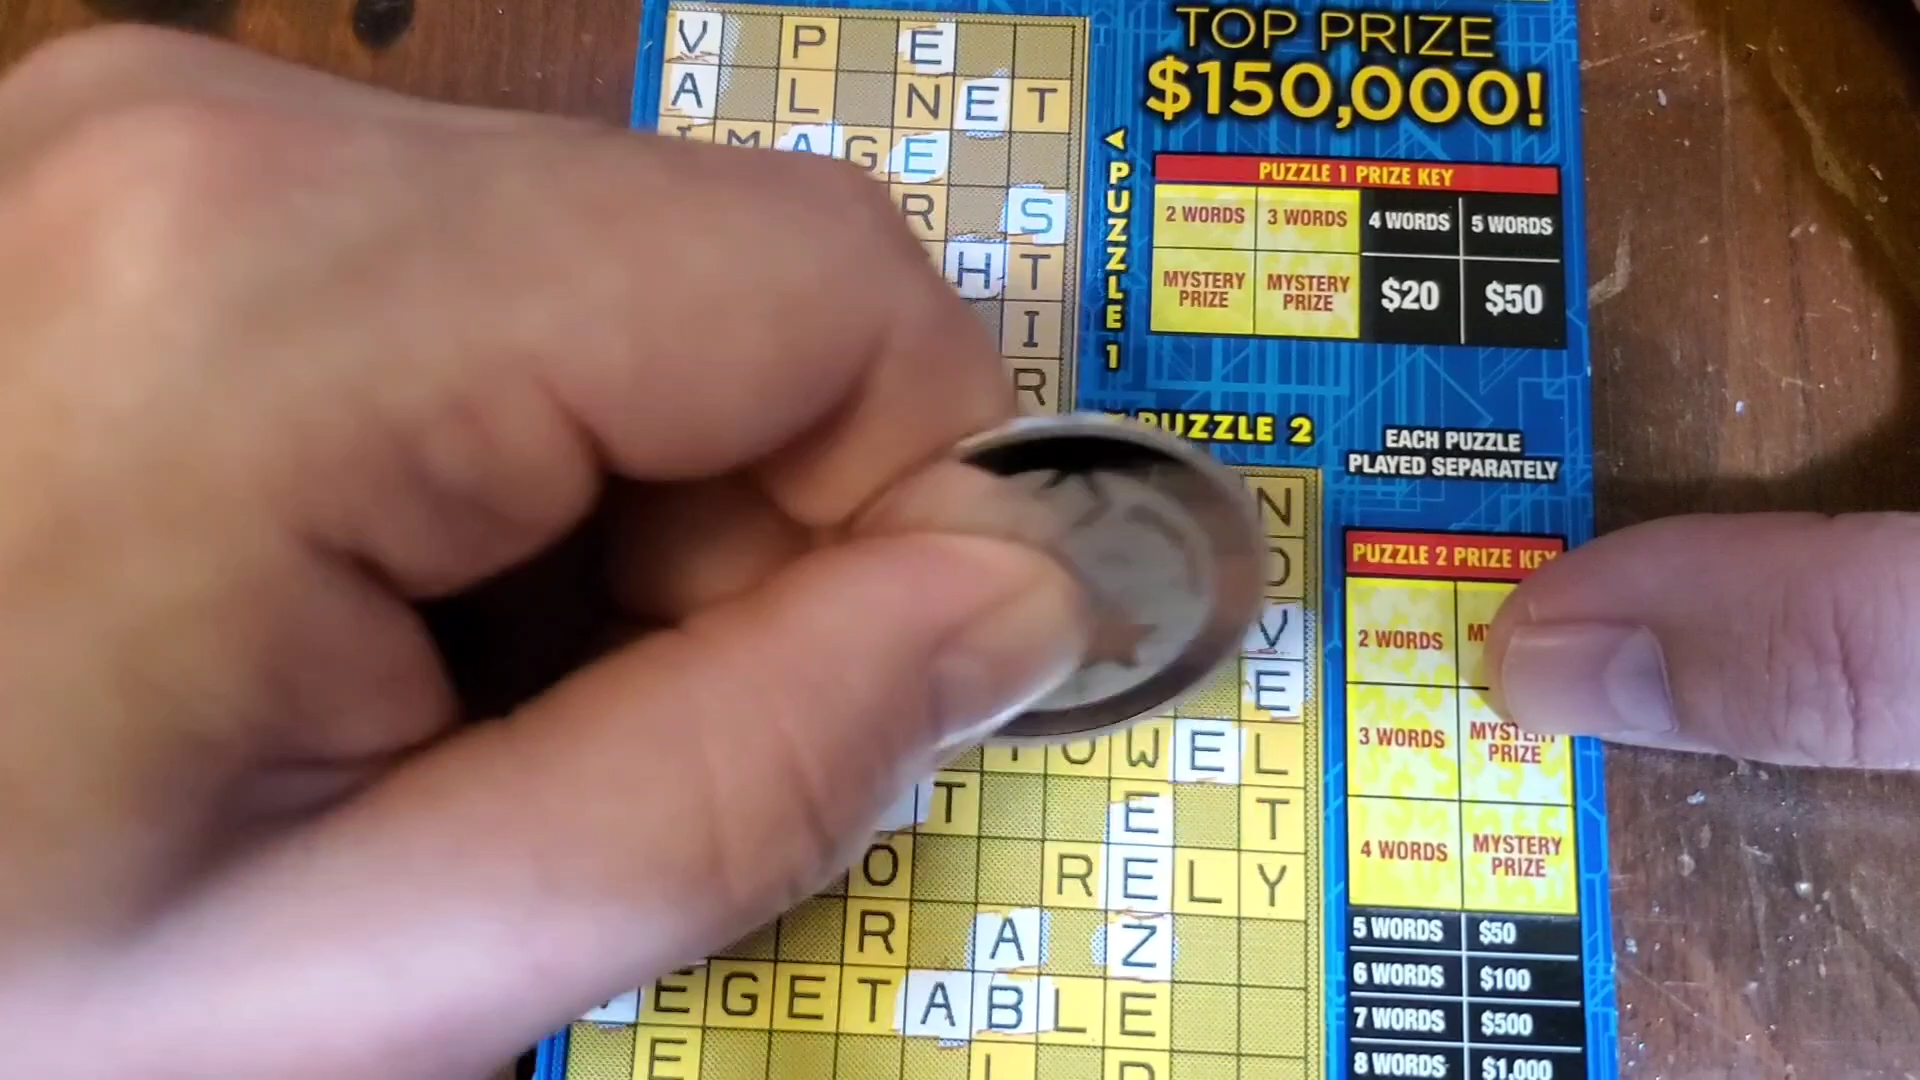 TOP PRIZE
$150,000!
V P E
A L N E T
I M A G E
R S
H T
I
R
PUZZLE 1
PUZZLE 1 PRIZE KEY
2 WORDS 3 WORDS 4 WORDS 5 WORDS
MYSTERY PRIZE MYSTERY PRIZE $20 $50
PUZZLE 2
EACH PUZZLE
PLAYED SEPARATELY
N
O
V
E
T O W E L
T E T
O R E L Y
R A Z
V E G E T A B L E
E L D
PUZZLE 2 PRIZE KEY
2 WORDS
3 WORDS MYSTERY PRIZE
4 WORDS MYSTERY PRIZE
5 WORDS $50
6 WORDS $100
7 WORDS $500
8 WORDS $1,000